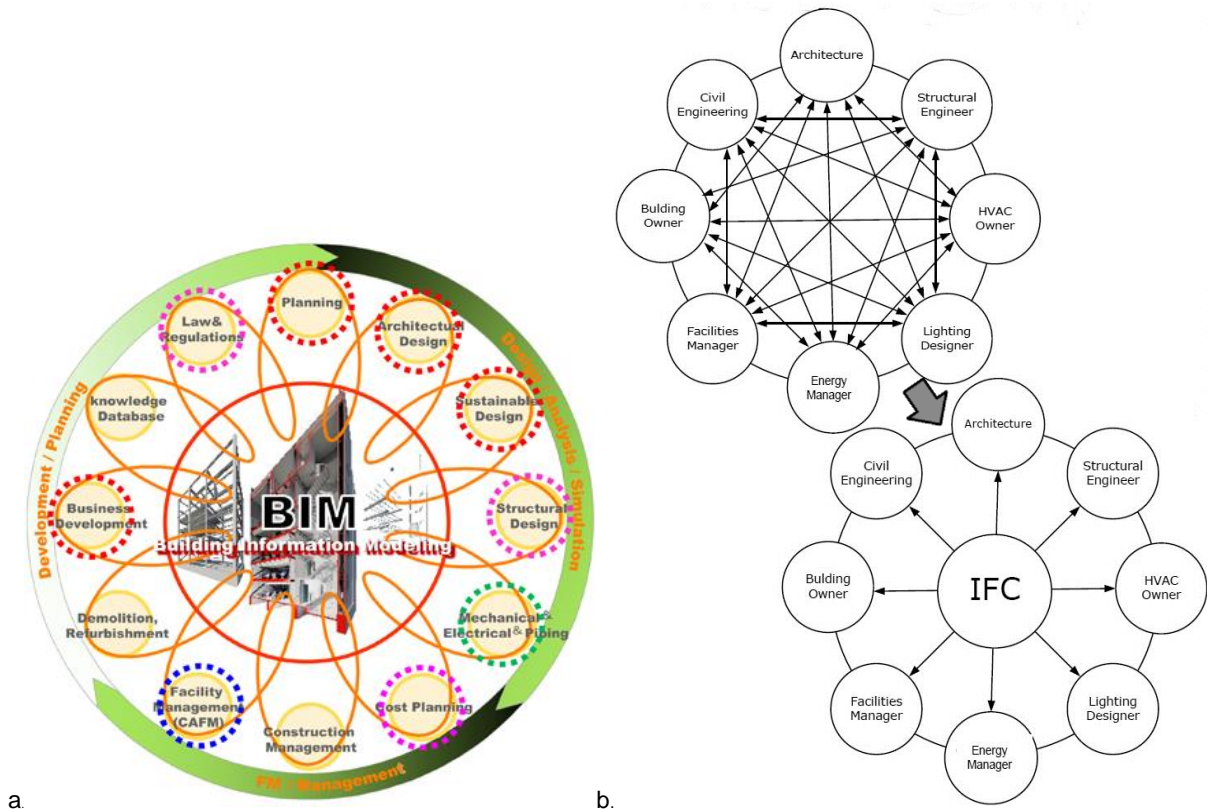 Planning
Architectual
Design
Sustainable
Design
Structural
Design
Mechanical &
Electrical & Piping
Cost Planning
Construction
Management
Facility
Management
(CAFM)
Demolition,
Refurbishment
Business
Development
knowledge
Database
Law&
Regulations
BIM
Building Information Modeling
Development / Planning
Design Analysis / Simulation
FM / Management
a.
Architecture
Civil
Engineering
Structural
Engineer
Bulding
Owner
HVAC
Owner
Facilities
Manager
Lighting
Designer
Energy
Manager
Architecture
Civil
Engineering
Structural
Engineer
Bulding
Owner
IFC
HVAC
Owner
Facilities
Manager
Lighting
Designer
Energy
Manager
b.